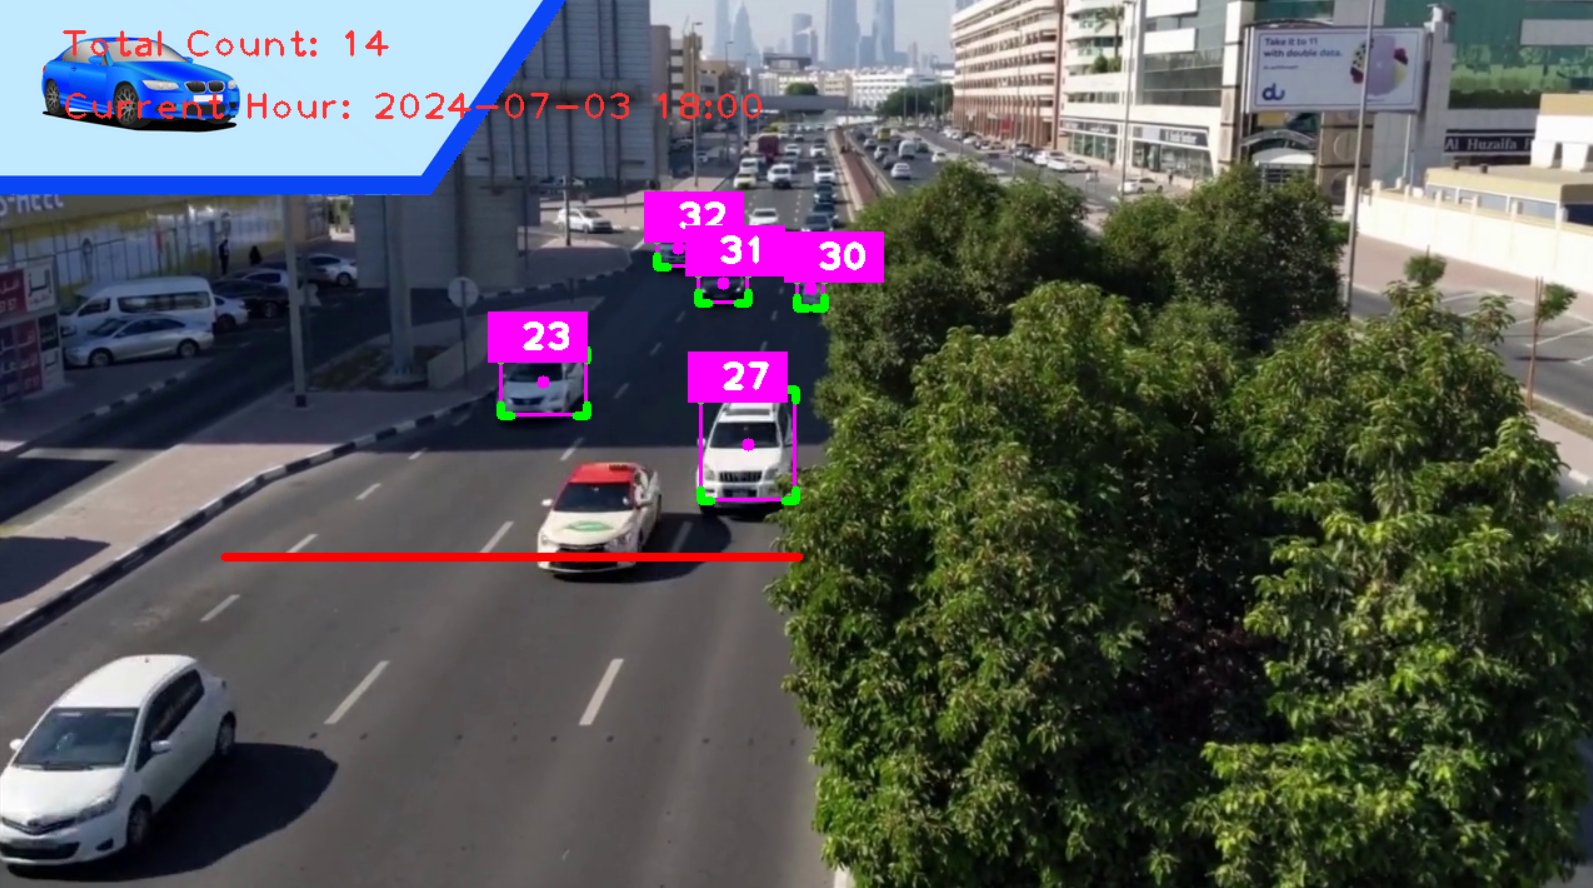 Total Count: 14
Current Hour: 2024-07-03 18:00
Take it to 11
with double data.
du
Al Huzaifa
32
31
30
23
27